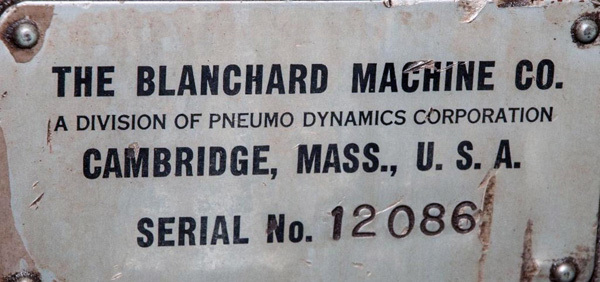 THE BLANCHARD MACHINE CO.
A DIVISION OF PNEUMO DYNAMICS CORPORATION
CAMBRIDGE, MASS., U. S. A.
SERIAL No. 12086